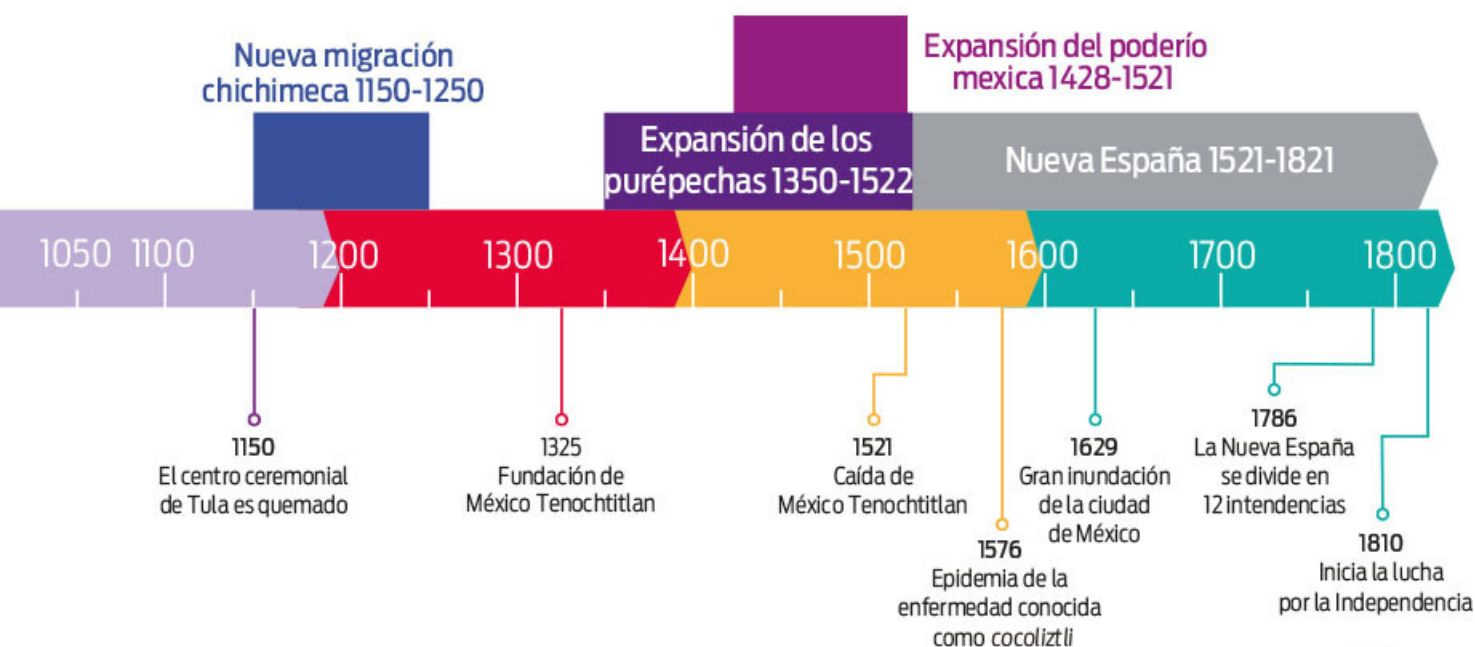 Nueva migración
chichimeca 1150-1250
Expansión del poderío
mexica 1428-1521
Expansión de los
purépechas 1350-1522
Nueva España 1521-1821
1050 1100 1200 1300 1400 1500 1600 1700 1800
1150
El centro ceremonial
de Tula es quemado
1325
Fundación de
México Tenochtitlan
1521
Caída de
México Tenochtitlan
1576
Epidemia de la
enfermedad conocida
como cocoliztli
1629
Gran inundación
de la ciudad
de México
1786
La Nueva España
se divide en
12 intendencias
1810
Inicia la lucha
por la Independencia